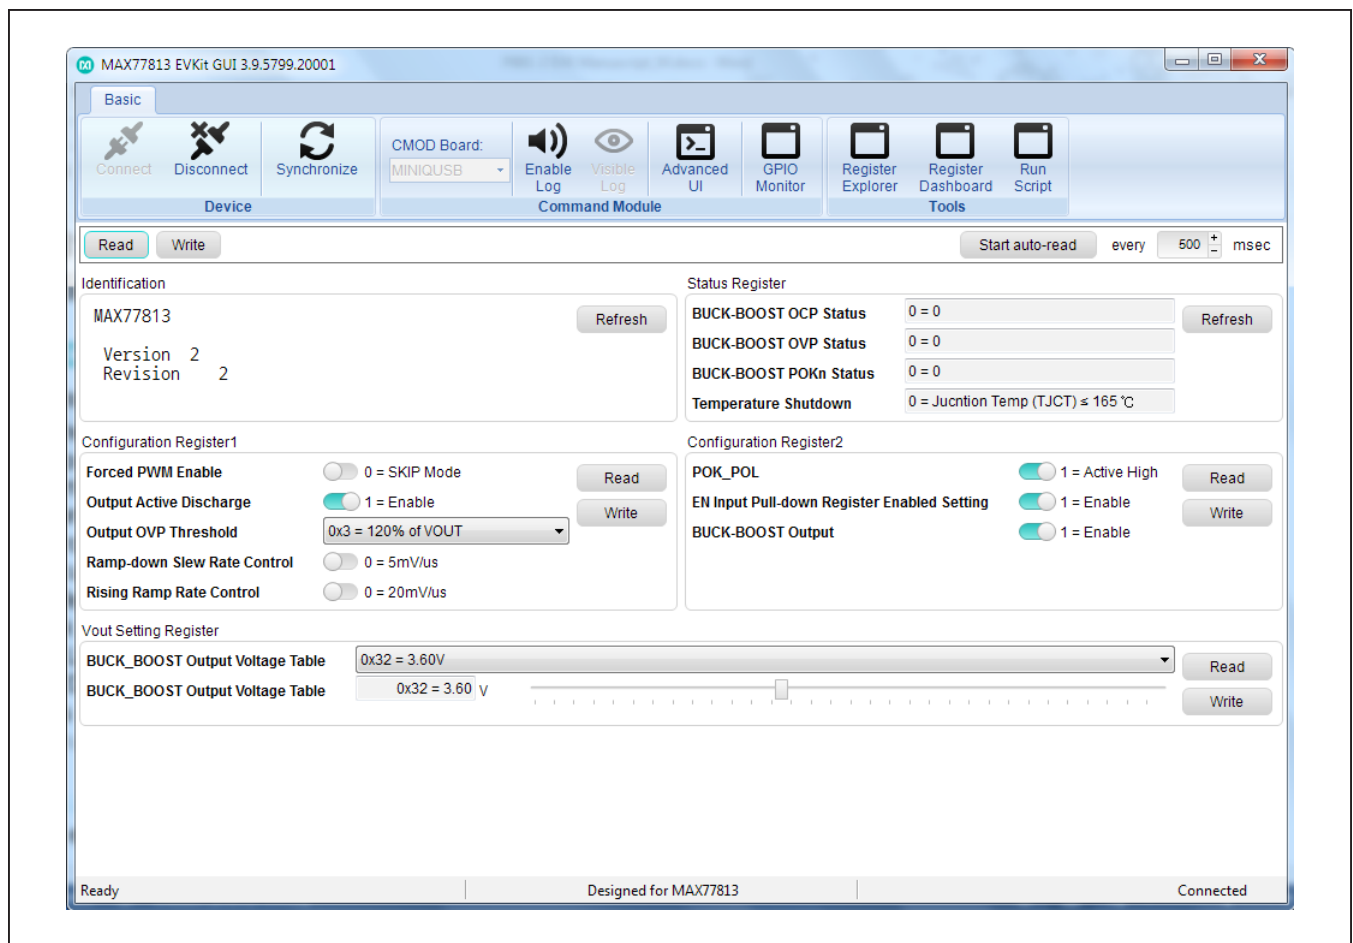 MAX77813 EVKit GUI 3.9.5799.20001
Basic
Connect
Disconnect
Synchronize
Device
CMOD Board:
MINIQUSB
Enable Log
Visible Log
Advanced UI
GPIO Monitor
Command Module
Register Explorer
Register Dashboard
Run Script
Tools
Read Write Start auto-read every 500 msec
Identification
MAX77813
Refresh
Version 2
Revision 2
Status Register
BUCK-BOOST OCP Status 0 = 0
Refresh
BUCK-BOOST OVP Status 0 = 0
BUCK-BOOST POKn Status 0 = 0
Temperature Shutdown 0 = Jucntion Temp (TJCT) ≤ 165 ℃
Configuration Register1
Forced PWM Enable 0 = SKIP Mode
Read
Output Active Discharge 1 = Enable
Write
Output OVP Threshold 0x3 = 120% of VOUT
Ramp-down Slew Rate Control 0 = 5mV/us
Rising Ramp Rate Control 0 = 20mV/us
Configuration Register2
POK_POL 1 = Active High
Read
EN Input Pull-down Register Enabled Setting 1 = Enable
Write
BUCK-BOOST Output 1 = Enable
Vout Setting Register
BUCK_BOOST Output Voltage Table 0x32 = 3.60V
Read
BUCK_BOOST Output Voltage Table 0x32 = 3.60 V
Write
Ready Designed for MAX77813 Connected